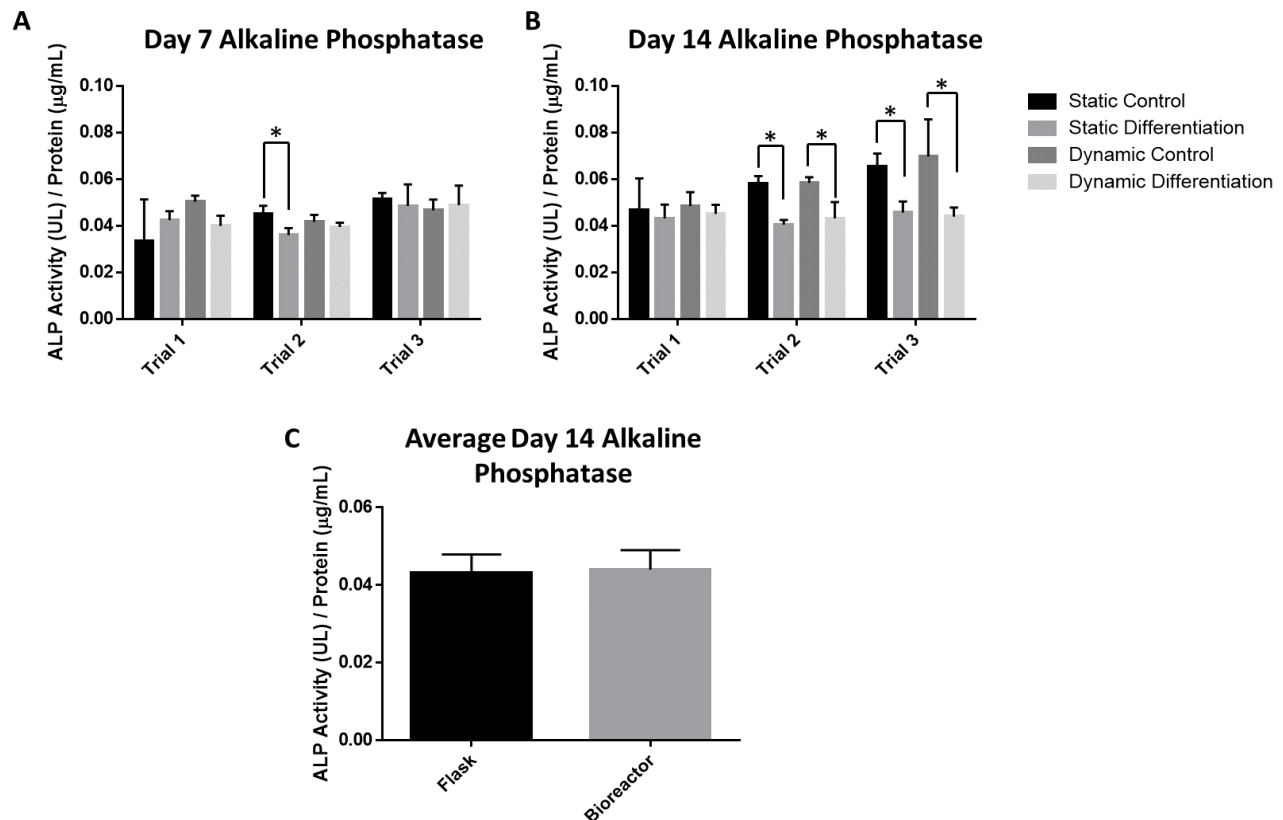 A
Day 7 Alkaline Phosphatase
ALP Activity (UL) / Protein (μg/mL)
0.10
0.08
0.06
0.04
0.02
0.00
*
Trial 1
Trial 2
Trial 3
B
Day 14 Alkaline Phosphatase
ALP Activity (UL) / Protein (μg/mL)
0.10
0.08
0.06
0.04
0.02
0.00
*
*
*
*
Trial 1
Trial 2
Trial 3
Static Control
Static Differentiation
Dynamic Control
Dynamic Differentiation
C
Average Day 14 Alkaline
Phosphatase
ALP Activity (UL) / Protein (μg/mL)
0.06
0.04
0.02
0.00
Flask
Bioreactor